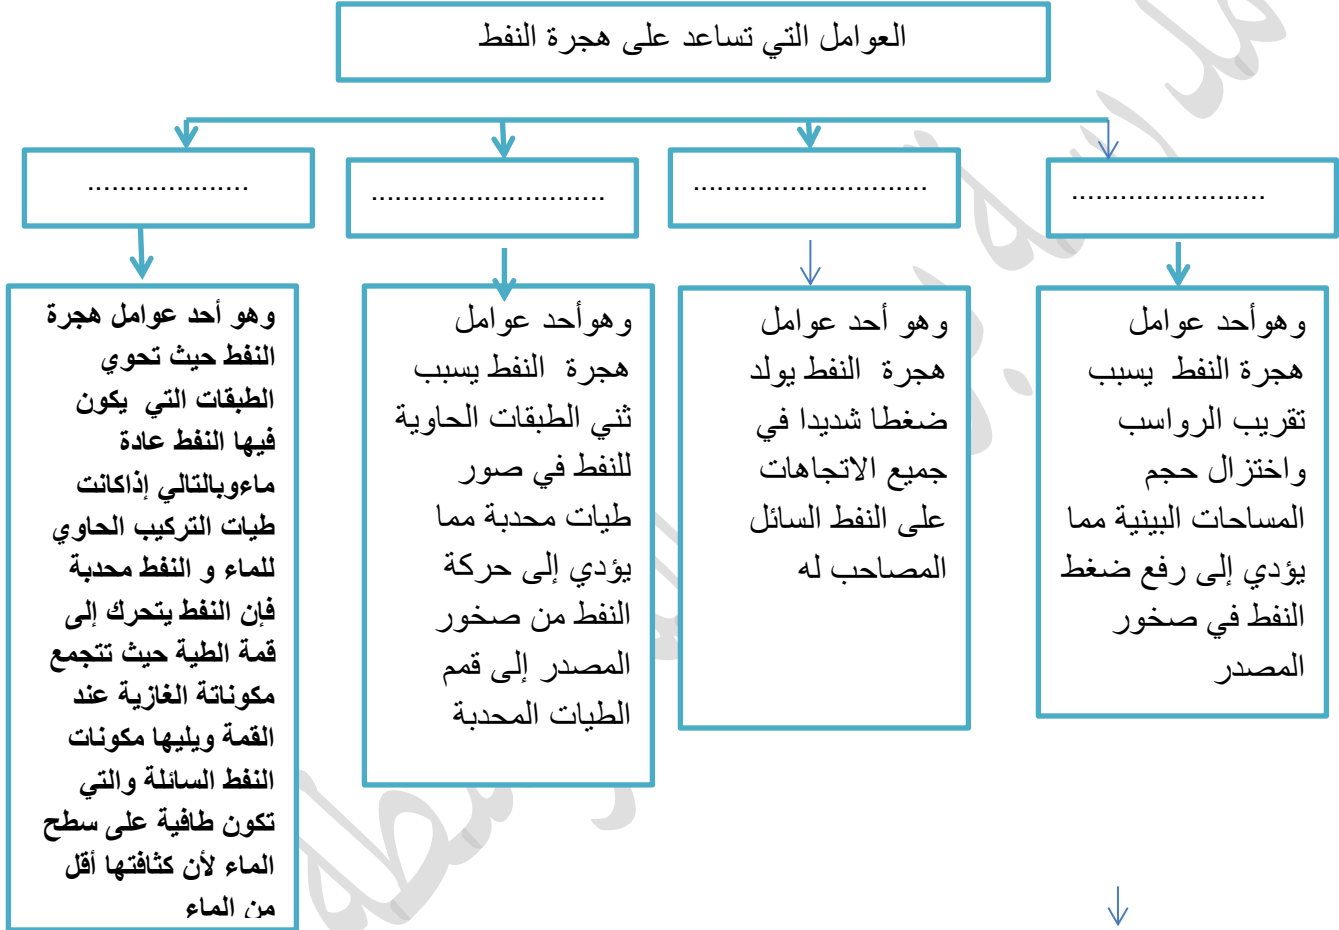 العوامل التي تساعد على هجرة النفط
........................
.............................
.............................
....................
وهوأحد عوامل
هجرة النفط يسبب
تقريب الرواسب
واختزال حجم
المساحات البينية مما
يؤدي إلى رفع ضغط
النفط في صخور
المصدر
وهو أحد عوامل
هجرة النفط يولد
ضغطا شديدا في
جميع الاتجاهات
على النفط السائل
المصاحب له
وهوأحد عوامل
هجرة النفط يسبب
ثني الطبقات الحاوية
للنفط في صور
طيات محدبة مما
يؤدي إلى حركة
النفط من صخور
المصدر إلى قمم
الطيات المحدبة
وهو أحد عوامل هجرة
النفط حيث تحوي
الطبقات التي يكون
فيها النفط عادة
ماءوبالتالي إذاكانت
طيات التركيب الحاوي
للماء و النفط محدبة
فإن النفط يتحرك إلى
قمة الطية حيث تتجمع
مكوناتة الغازية عند
القمة ويليها مكونات
النفط السائلة والتي
تكون طافية على سطح
الماء لأن كثافتها أقل
من الماء